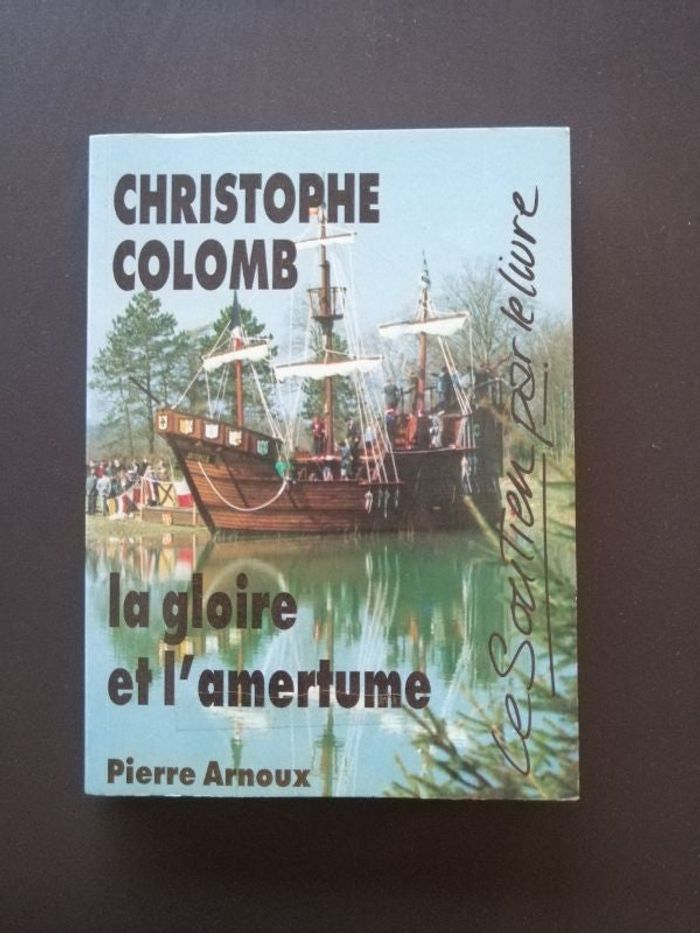 CHRISTOPHE
COLOMB
la gloire
et l'amertume
Pierre Arnoux
Le Soutien par le livre